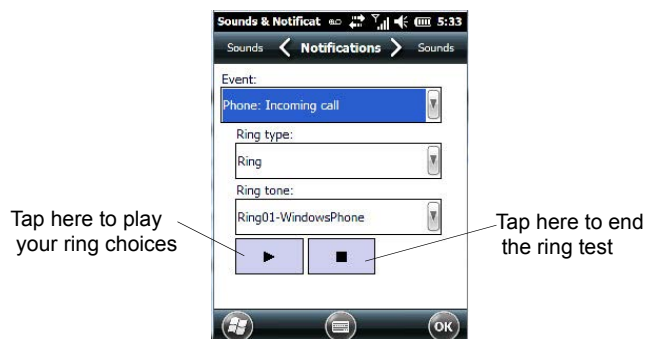 Sounds & Notificat 5:33
Sounds Notifications Sounds
Event:
Phone: Incoming call
Ring type:
Ring
Ring tone:
Ring01-WindowsPhone
Tap here to play
your ring choices
Tap here to end
the ring test
OK